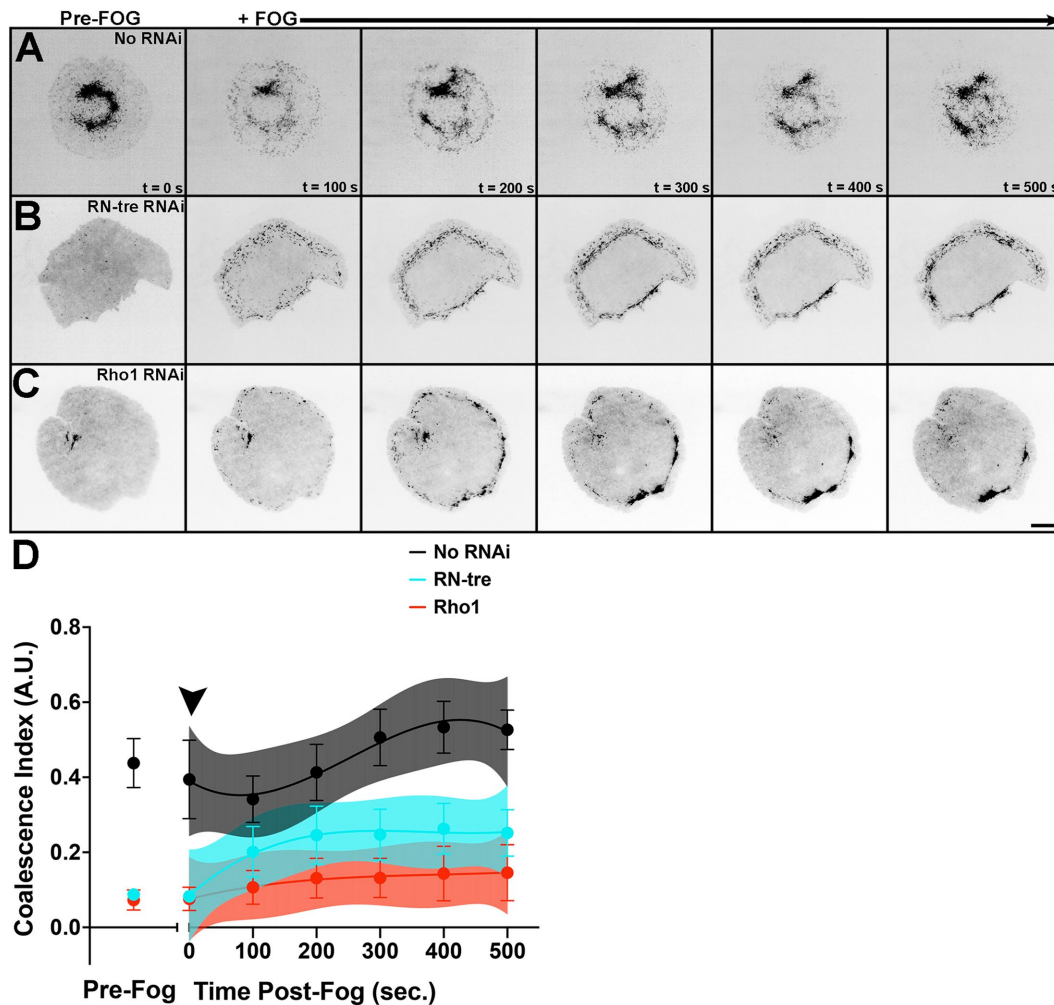 Pre-FOG + FOG
A No RNAi
t = 0 s t = 100 s t = 200 s t = 300 s t = 400 s t = 500 s
B RN-tre RNAi
C Rho1 RNAi
D
No RNAi
RN-tre
Rho1
0.8
0.6
0.4
0.2
0.0
Coalescence Index (A.U.)
0 100 200 300 400 500
Pre-Fog Time Post-Fog (sec.)